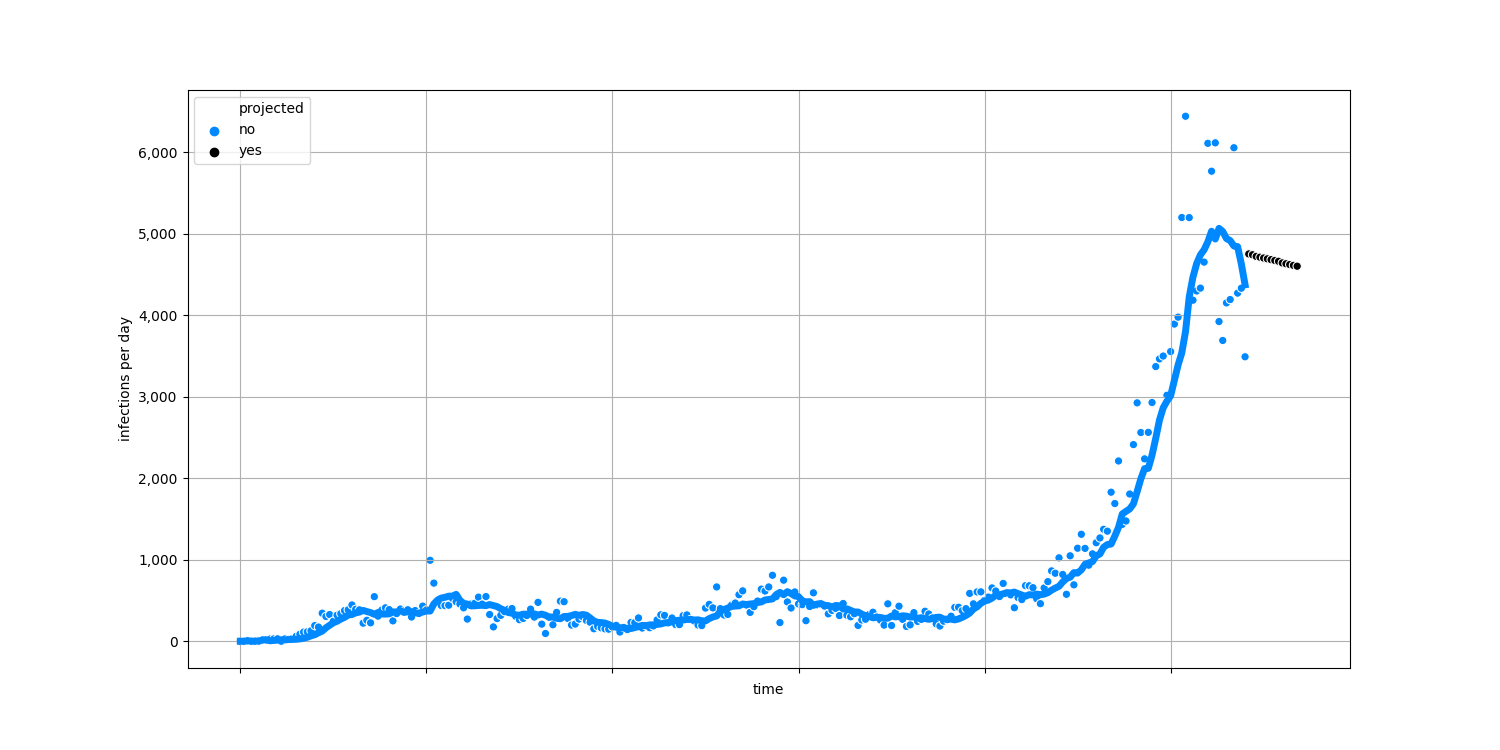 projected
no
yes
6,000
5,000
4,000
3,000
2,000
1,000
0
infections per day
time